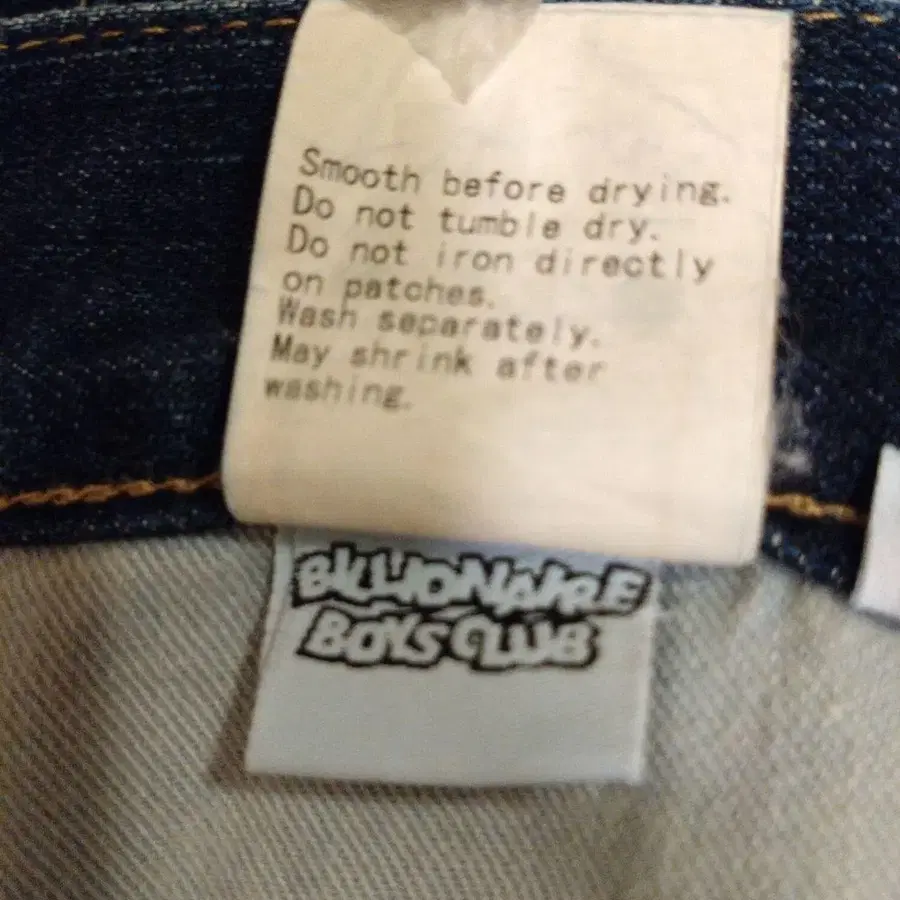 Smooth before drying.
Do not tumble dry.
Do not iron directly
on patches.
Wash separately.
May shrink after
washing.
BILLIONAIRE
BOYS CLUB